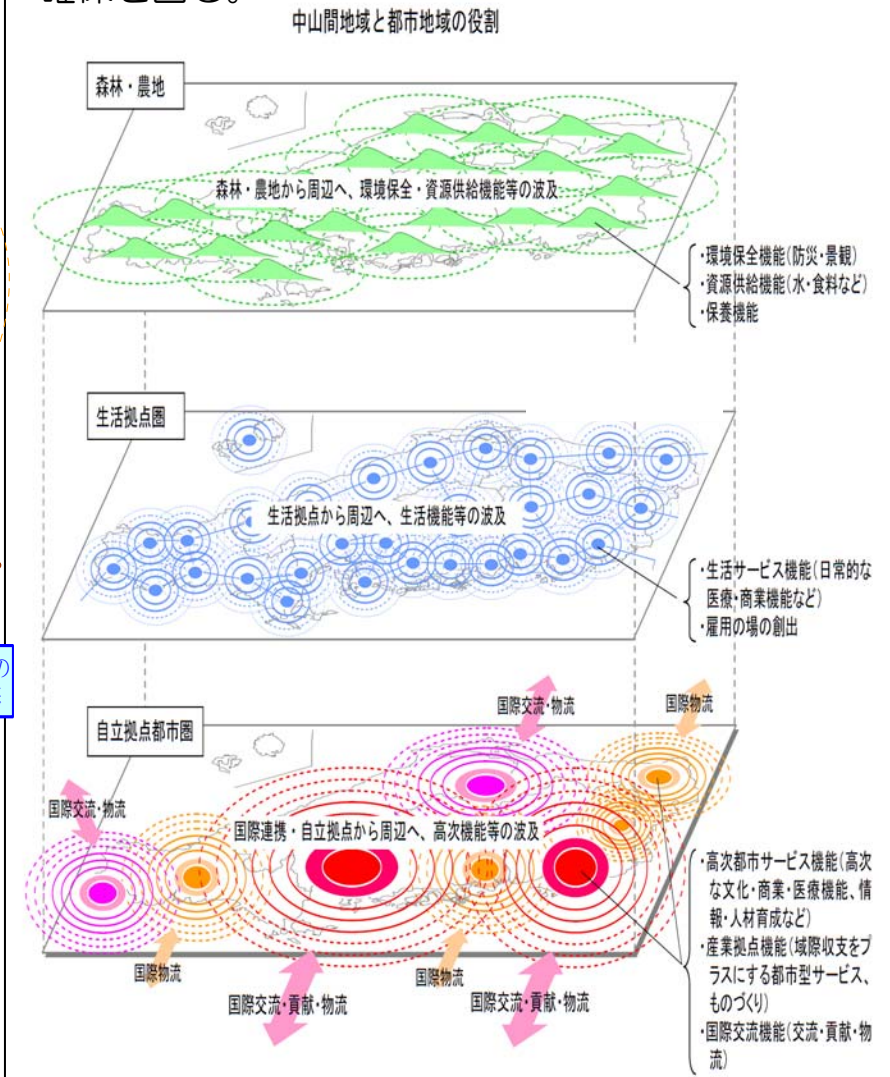 中山間地域と都市地域の役割
森林・農地
森林・農地から周辺へ、環境保全・資源供給機能等の波及
・環境保全機能(防災・景観)
・資源供給機能(水・食料など)
・保養機能
生活拠点圏
生活拠点から周辺へ、生活機能等の波及
・生活サービス機能(日常的な
医療・商業機能など)
・雇用の場の創出
の
自立拠点都市圏
国際交流・物流
国際物流
国際交流・物流
国際連携・自立拠点から周辺へ、高次機能等の波及
・高次都市サービス機能(高次
な文化・商業・医療機能、情
報・人材育成など)
・産業拠点機能(域際収支をプ
ラスにする都市型サービス、
ものづくり)
・国際交流機能(交流・貢献・物
流)
国際物流
国際交流・貢献・物流
国際物流
国際交流・貢献・物流